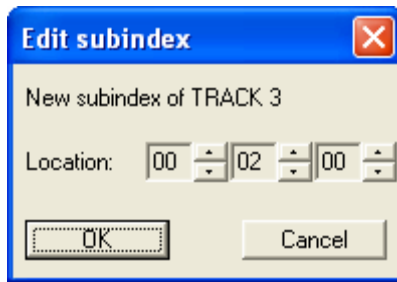 Edit subindex
New subindex of TRACK 3
Location: 00 02 00
OK Cancel